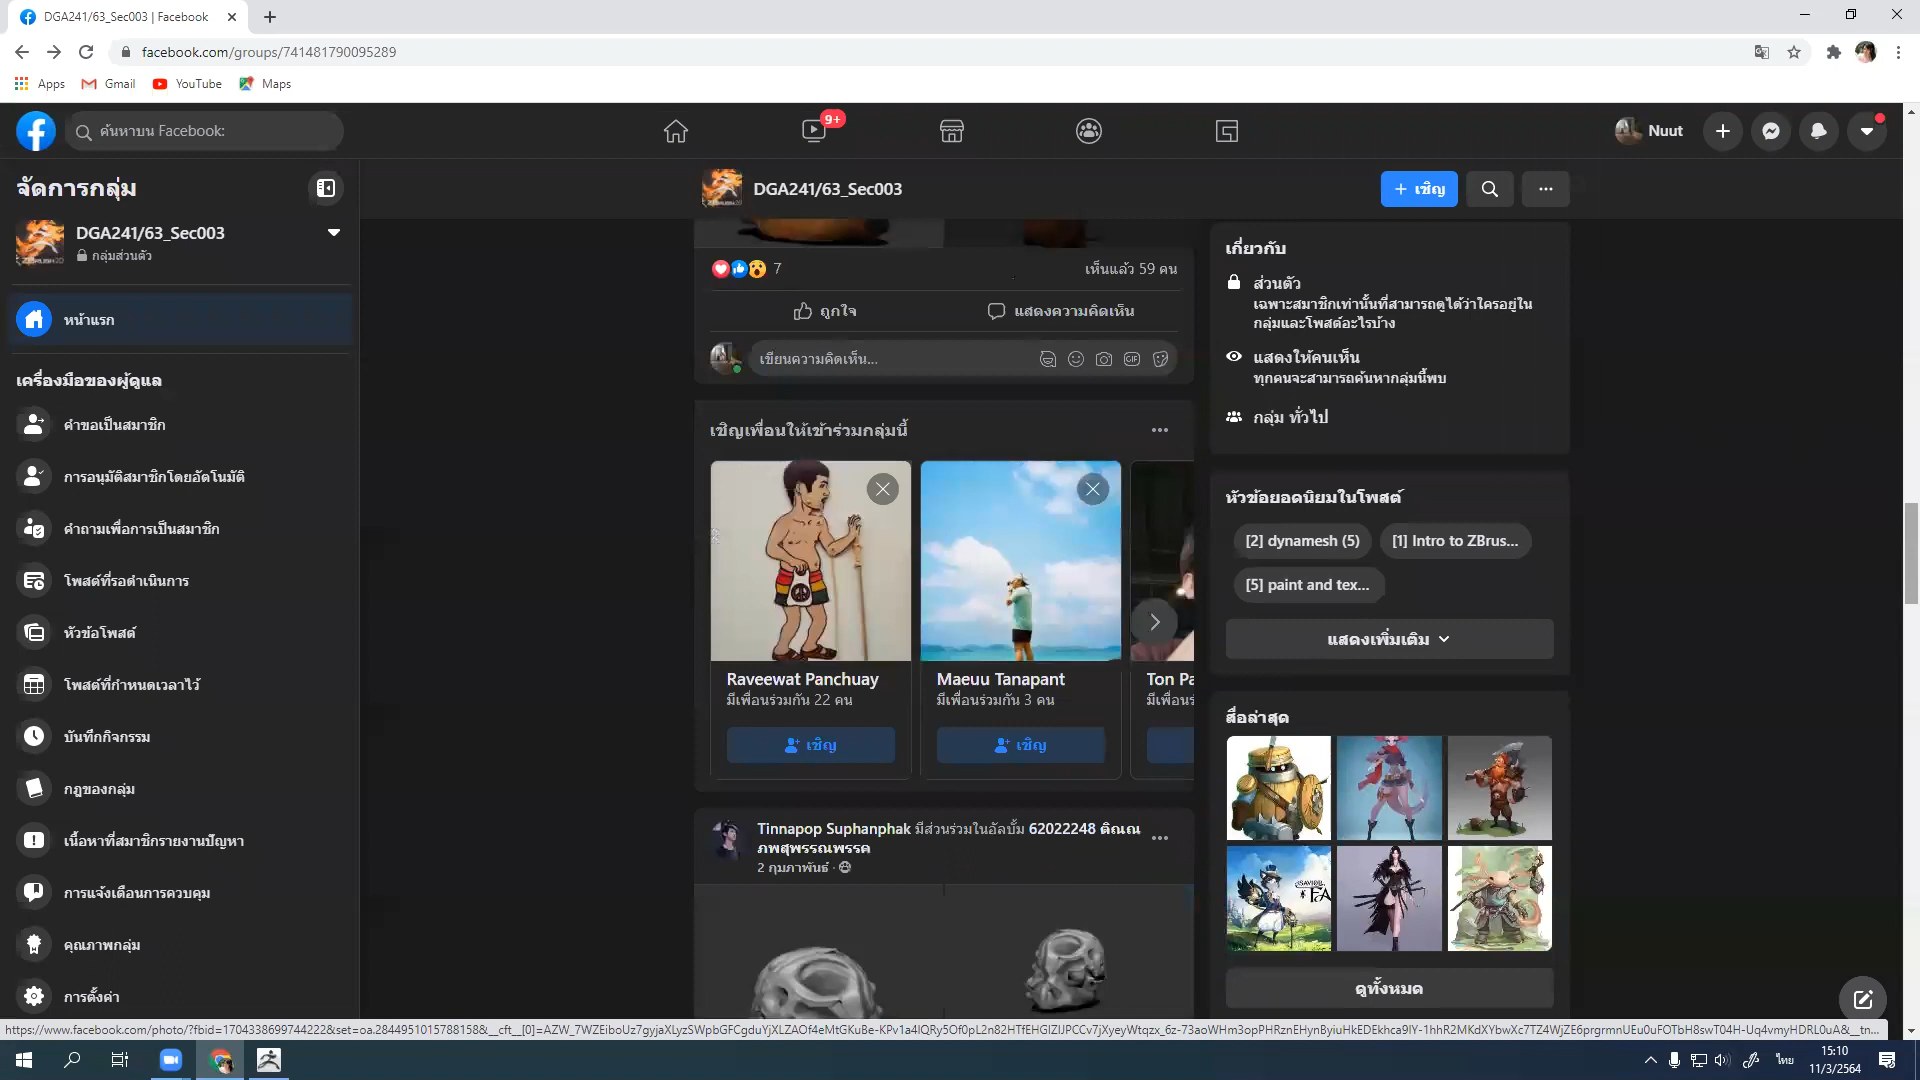 DGA241/63_Sec003 | Facebook
facebook.com/groups/741481790095289
Apps
Gmail
YouTube
Maps
ค้นหาบน Facebook:
9+
Nuut
จัดการกลุ่ม
DGA241/63_Sec003
กลุ่มส่วนตัว
หน้าแรก
เครื่องมือของผู้ดูแล
คำขอเป็นสมาชิก
การอนุมัติสมาชิกโดยอัตโนมัติ
คำถามเพื่อการเป็นสมาชิก
โพสต์ที่รอดำเนินการ
หัวข้อโพสต์
โพสต์ที่กำหนดเวลาไว้
บันทึกกิจกรรม
กฎของกลุ่ม
เนื้อหาที่สมาชิกรายงานปัญหา
การแจ้งเตือนการควบคุม
คุณภาพกลุ่ม
การตั้งค่า
DGA241/63_Sec003
เชิญ
7
เห็นแล้ว 59 คน
ถูกใจ
แสดงความคิดเห็น
เขียนความคิดเห็น...
GIF
เชิญเพื่อนให้เข้าร่วมกลุ่มนี้
Raveewat Panchuay
มีเพื่อนร่วมกัน 22 คน
เชิญ
Maeuu Tanapant
มีเพื่อนร่วมกัน 3 คน
เชิญ
Ton Pa
มีเพื่อนร่
Tinnapop Suphanphak มีส่วนร่วมในอัลบั้ม 62022248 ติณณ
ภพสุพรรณพรรค
2 กุมภาพันธ์ ·
เกี่ยวกับ
ส่วนตัว
เฉพาะสมาชิกเท่านั้นที่สามารถดูได้ว่าใครอยู่ใน
กลุ่มและโพสต์อะไรบ้าง
แสดงให้คนเห็น
ทุกคนจะสามารถค้นหากลุ่มนี้พบ
กลุ่ม ทั่วไป
หัวข้อยอดนิยมในโพสต์
[2] dynamesh (5)
[1] Intro to ZBrus...
[5] paint and tex...
แสดงเพิ่มเติม
สื่อล่าสุด
SAVIOR
FA
ดูทั้งหมด
ไทย
15:10
11/3/2564